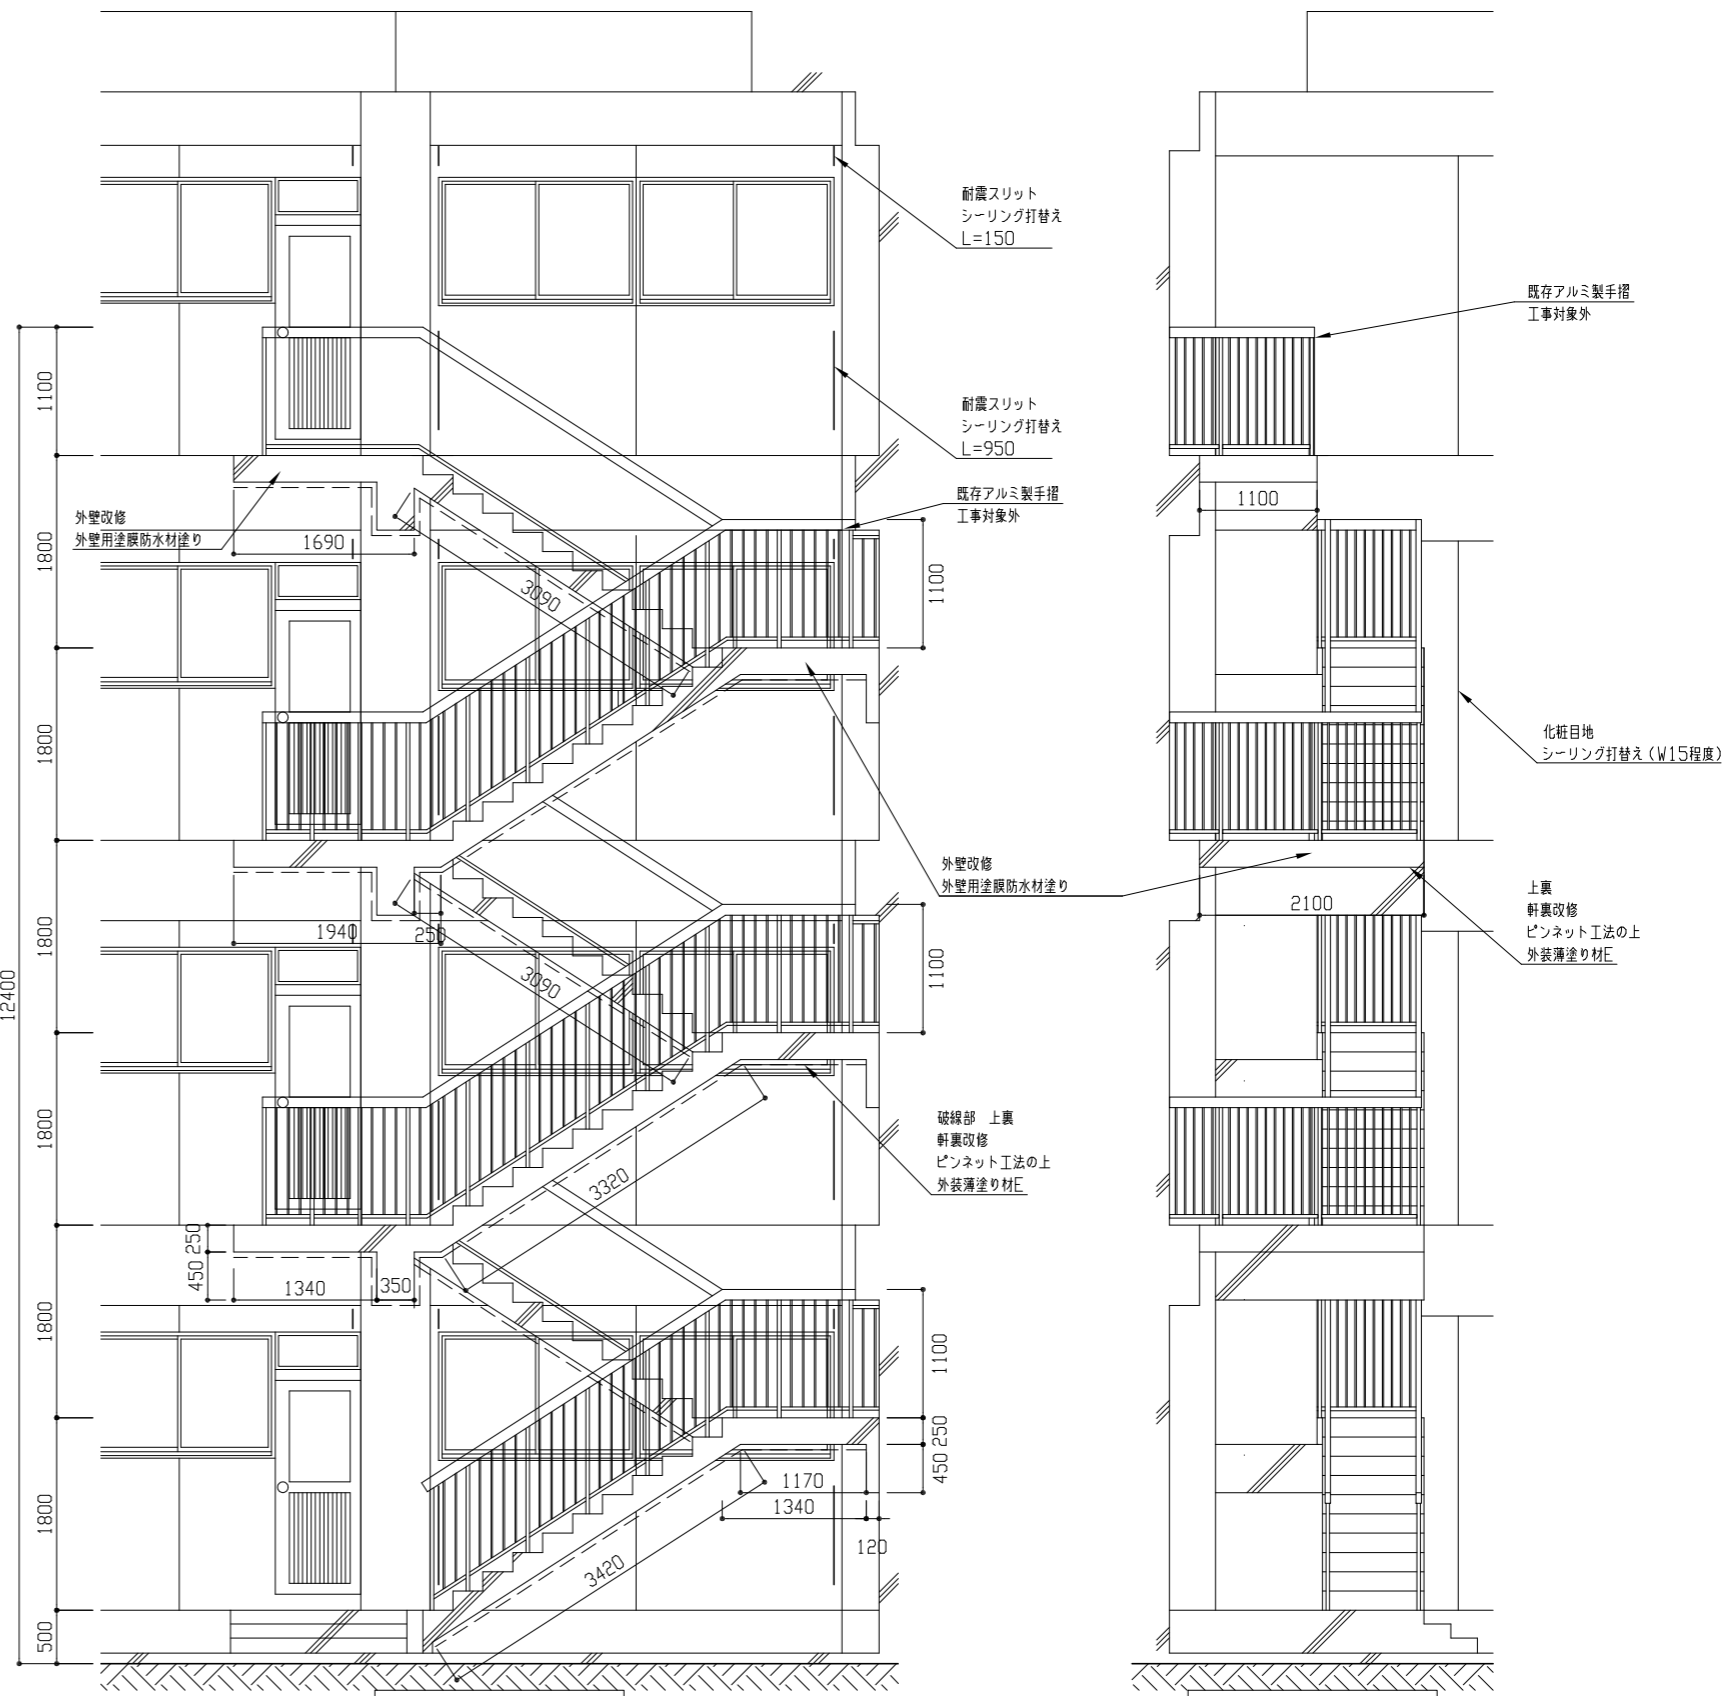 耐震スリット
シーリング打替え
L=150
既存アルミ製手摺
工事対象外
耐震スリット
シーリング打替え
L=950
既存アルミ製手摺
工事対象外
外壁改修
外壁用塗膜防水材塗り
化粧目地
シーリング打替え(W15程度)
外壁改修
外壁用塗膜防水材塗り
上裏
軒裏改修
ピンネット工法の上
外装薄塗り材E
破線部 上裏
軒裏改修
ピンネット工法の上
外装薄塗り材E
12400
1100
1800
1800
1800
1800
1800
1800
500
1690
3090
1100
1940
250
3090
1100
3320
250
450
1340
350
1100
250
450
1170
1340
120
3420
1100
2100